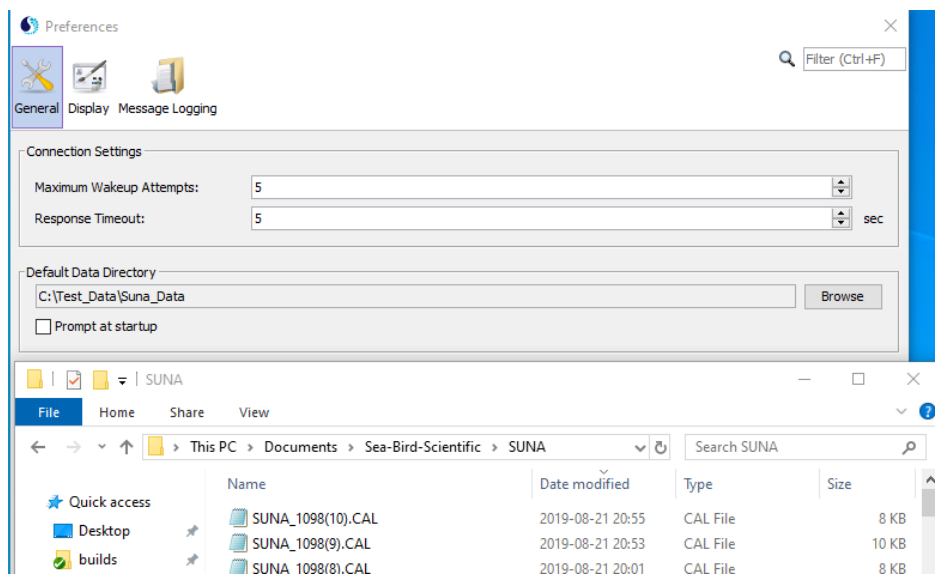 Preferences
Filter (Ctrl+F)
General Display Message Logging
Connection Settings
Maximum Wakeup Attempts: 5
Response Timeout: 5 sec
Default Data Directory
C:\Test_Data\Suna_Data Browse
Prompt at startup
SUNA
File Home Share View
This PC > Documents > Sea-Bird-Scientific > SUNA Search SUNA
Name Date modified Type Size
Quick access
SUNA_1098(10).CAL 2019-08-21 20:55 CAL File 8 KB
Desktop
SUNA_1098(9).CAL 2019-08-21 20:53 CAL File 10 KB
builds
SUNA_1098(8).CAL 2019-08-21 20:01 CAL File 8 KB